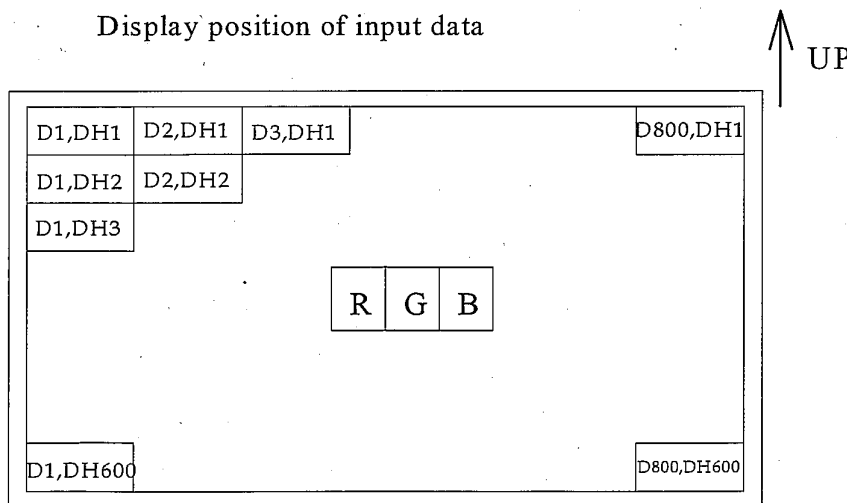 Display position of input data
UP
D1,DH1 D2,DH1 D3,DH1 D800,DH1
D1,DH2 D2,DH2
D1,DH3
R G B
D1,DH600 D800,DH600